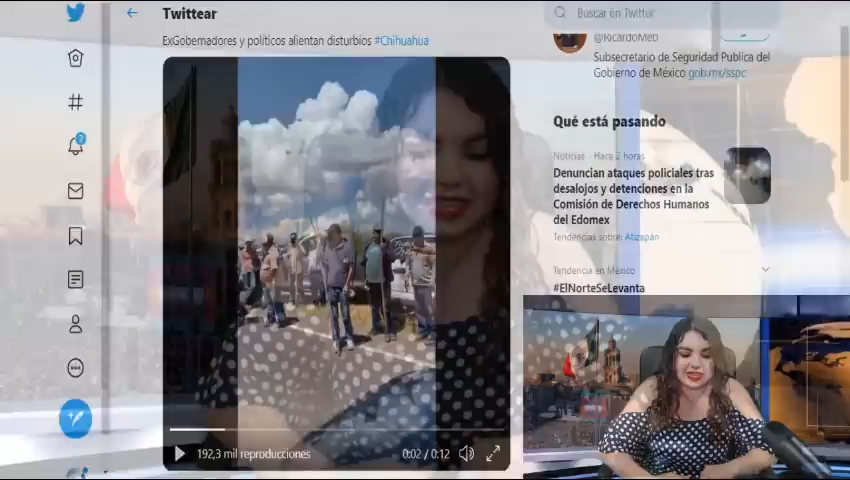 Twittear
Buscar en Twitter
ExGobernadores y políticos alientan disturbios #Chihuahua
@RicardoMeb
Subsecretario de Seguridad Publica del
Gobierno de México gob.mx/sspc
Qué está pasando
Noticias · Hace 2 horas
Denuncian ataques policiales tras
desalojos y detenciones en la
Comisión de Derechos Humanos
del Edomex
Tendencias sobre: Atizapán
Tendencia en México
#ElNorteSeLevanta
192,3 mil reproducciones
0:02 / 0:12